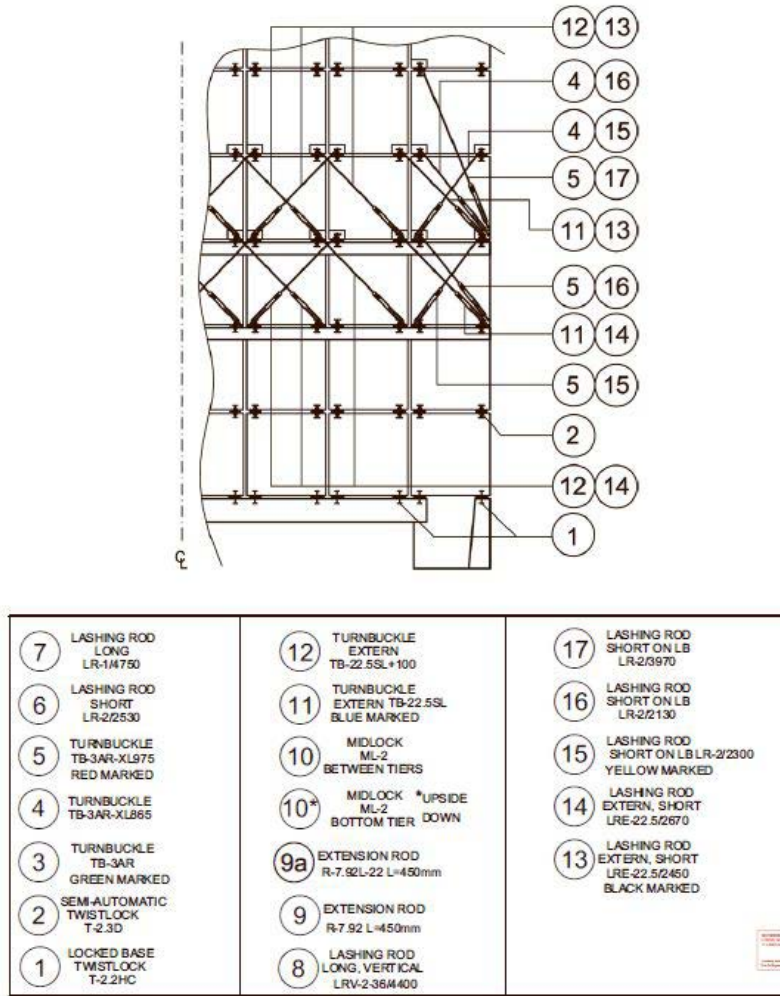 12 13
4 16
4 15
5 17
11 13
5 16
11 14
5 15
2
12 14
1
℄
7 LASHING ROD
LONG
LR-1/4750
6 LASHING ROD
SHORT
LR-2/2530
5 TURNBUCKLE
TB-3AR-XL975
RED MARKED
4 TURNBUCKLE
TB-3AR-XL865
3 TURNBUCKLE
TB-3AR
GREEN MARKED
2 SEMI-AUTOMATIC
TWISTLOCK
T-2.3D
1 LOCKED BASE
TWISTLOCK
T-2.2HC
12 TURNBUCKLE
EXTERN
TB-22.5SL+100
11 TURNBUCKLE
EXTERN TB-22.5SL
BLUE MARKED
10 MIDLOCK
ML-2
BETWEEN TIERS
10* MIDLOCK *UPSIDE
ML-2
BOTTOM TIER DOWN
9a EXTENSION ROD
R-7.92L-22 L=450mm
9 EXTENSION ROD
R-7.92 L=450mm
8 LASHING ROD
LONG, VERTICAL
LRV-2-36/4400
17 LASHING ROD
SHORT ON LB
LR-2/3970
16 LASHING ROD
SHORT ON LB
LR-2/2130
15 LASHING ROD
SHORT ON LB LR-2/2300
YELLOW MARKED
14 LASHING ROD
EXTERN, SHORT
LRE-22.5/2670
13 LASHING ROD
EXTERN, SHORT
LRE-22.5/2450
BLACK MARKED